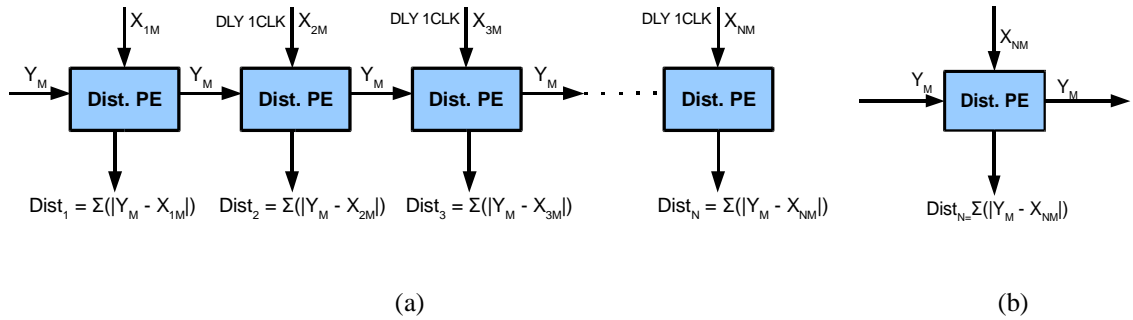 X1M DLY 1CLK X2M DLY 1CLK X3M DLY 1CLK XNM
XNM
YM Dist. PE YM Dist. PE YM Dist. PE YM . . . . . . Dist. PE
YM Dist. PE YM
Dist1 = Σ(|YM - X1M|) Dist2 = Σ(|YM - X2M|) Dist3 = Σ(|YM - X3M|) DistN = Σ(|YM - XNM|)
DistN=Σ(|YM - XNM|)
(a) (b)